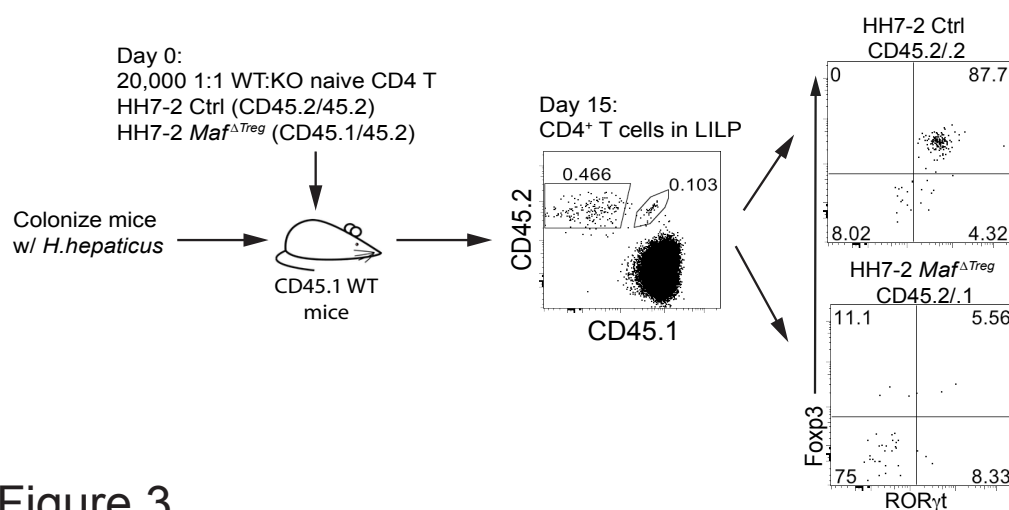 Day 0:
20,000 1:1 WT:KO naive CD4 T
HH7-2 Ctrl (CD45.2/45.2)
HH7-2 Maf^ΔTreg (CD45.1/45.2)
Colonize mice
w/ H.hepaticus
CD45.1 WT
mice
Day 15:
CD4⁺ T cells in LILP
0.466
0.103
CD45.2
CD45.1
HH7-2 Ctrl
CD45.2/.2
0 87.7
8.02 4.32
HH7-2 Maf^ΔTreg
CD45.2/.1
11.1 5.56
75 8.33
Foxp3
RORγt
Figure 3